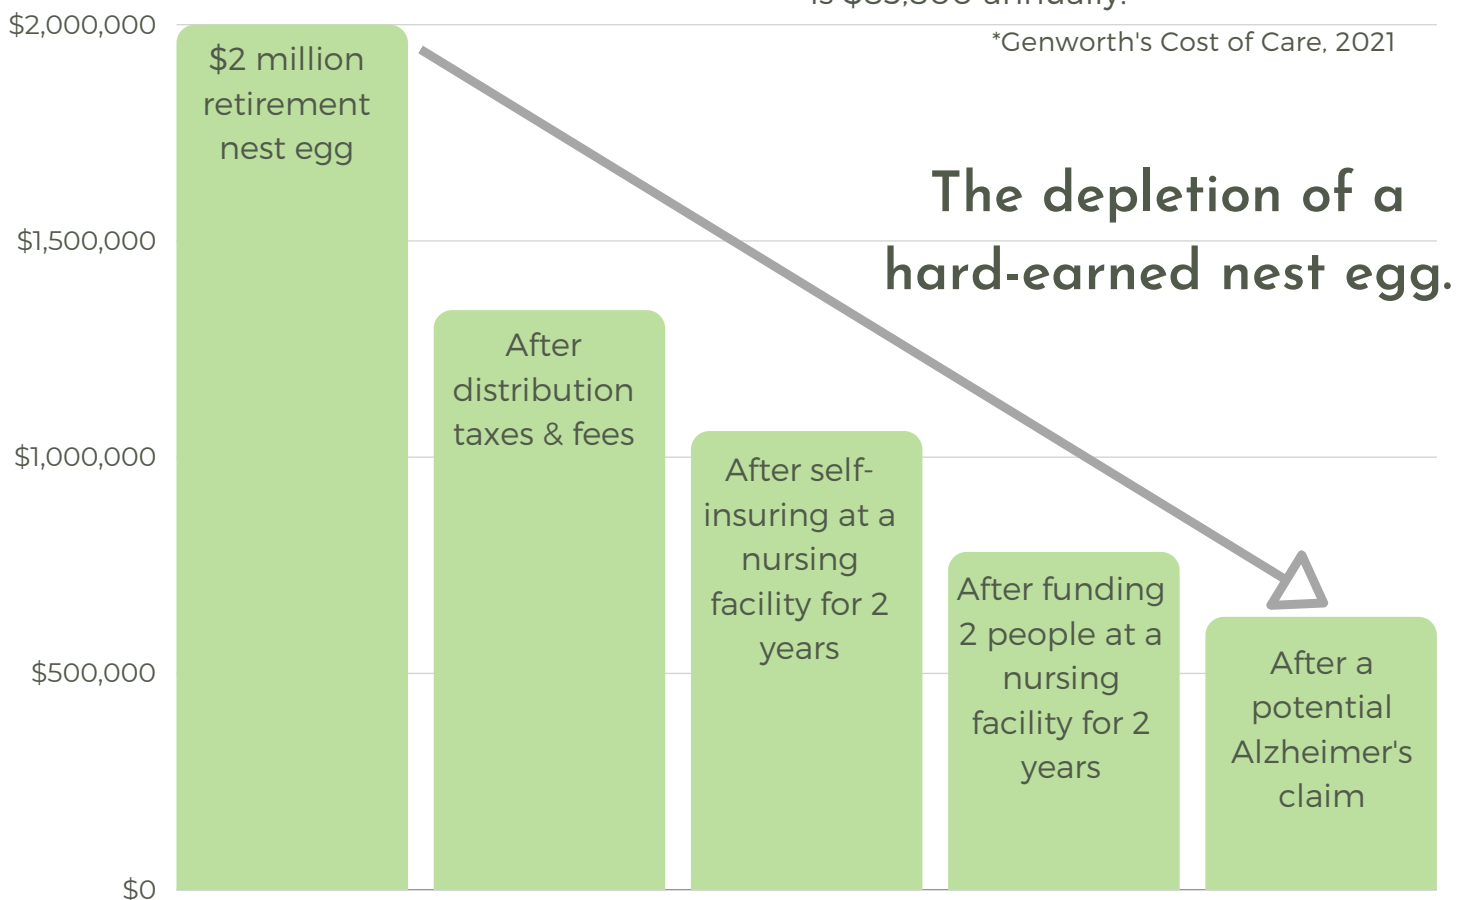 $2,000,000
$1,500,000
$1,000,000
$500,000
$0
annually.
*Genworth's Cost of Care, 2021
The depletion of a
hard-earned nest egg.
$2 million
retirement
nest egg
After
distribution
taxes & fees
After self-
insuring at a
nursing
facility for 2
years
After funding
2 people at a
nursing
facility for 2
years
After a
potential
Alzheimer's
claim